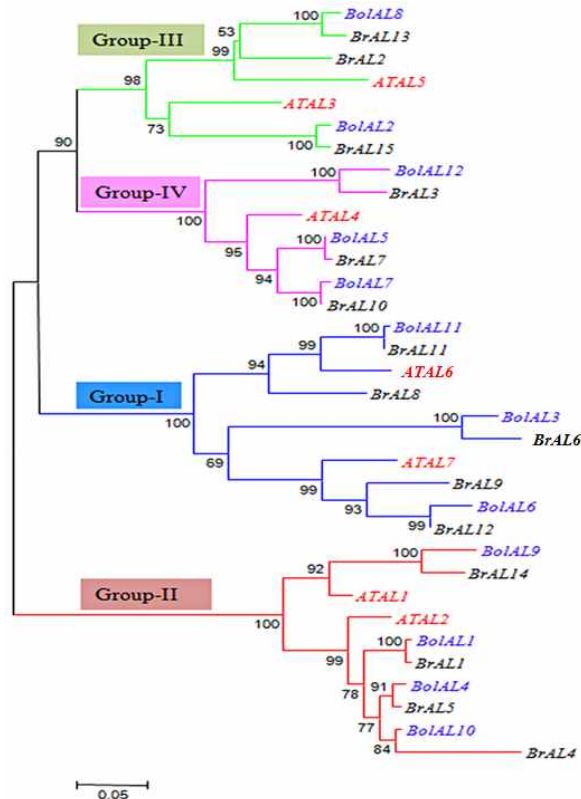 BolAL8
100
Group-III
53
BrAL13
99
BrAL2
98
ATAL5
ATAL3
73
BolAL2
90
100
BrAL15
100
BolAL12
Group-IV
BrAL3
100
ATAL4
95
100
BolAL5
BrAL7
94
BolAL7
100
BrAL10
100
BolAL11
99
BrAL11
94
ATAL6
Group-I
BrAL8
100
100
BolAL3
BrAL6
69
ATAL7
99
BrAL9
93
BolAL6
99
BrAL12
100
BolAL9
92
BrAL14
Group-II
ATAL1
100
ATAL2
99
100
BolAL1
BrAL1
78
91
BolAL4
BrAL5
77
BolAL10
84
BrAL4
0.05